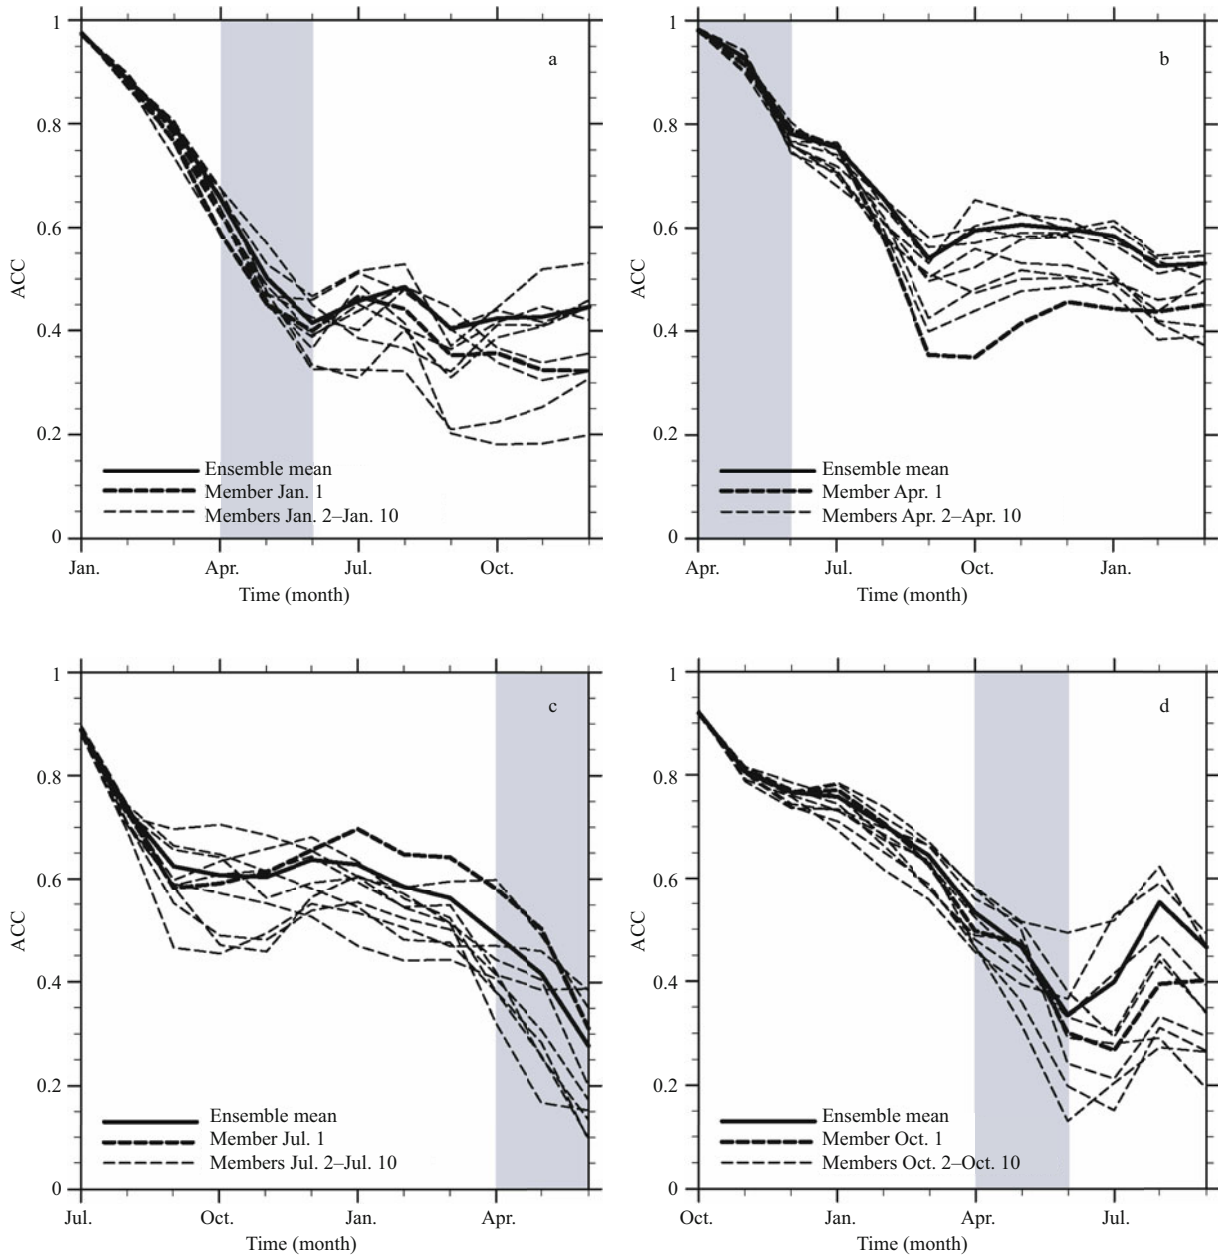 a
1
0.8
0.6
0.4
0.2
0
ACC
Ensemble mean
Member Jan. 1
Members Jan. 2–Jan. 10
Jan. Apr. Jul. Oct.
Time (month)
b
1
0.8
0.6
0.4
0.2
0
ACC
Ensemble mean
Member Apr. 1
Members Apr. 2–Apr. 10
Apr. Jul. Oct. Jan.
Time (month)
c
1
0.8
0.6
0.4
0.2
0
ACC
Ensemble mean
Member Jul. 1
Members Jul. 2–Jul. 10
Jul. Oct. Jan. Apr.
Time (month)
d
1
0.8
0.6
0.4
0.2
0
ACC
Ensemble mean
Member Oct. 1
Members Oct. 2–Oct. 10
Oct. Jan. Apr. Jul.
Time (month)